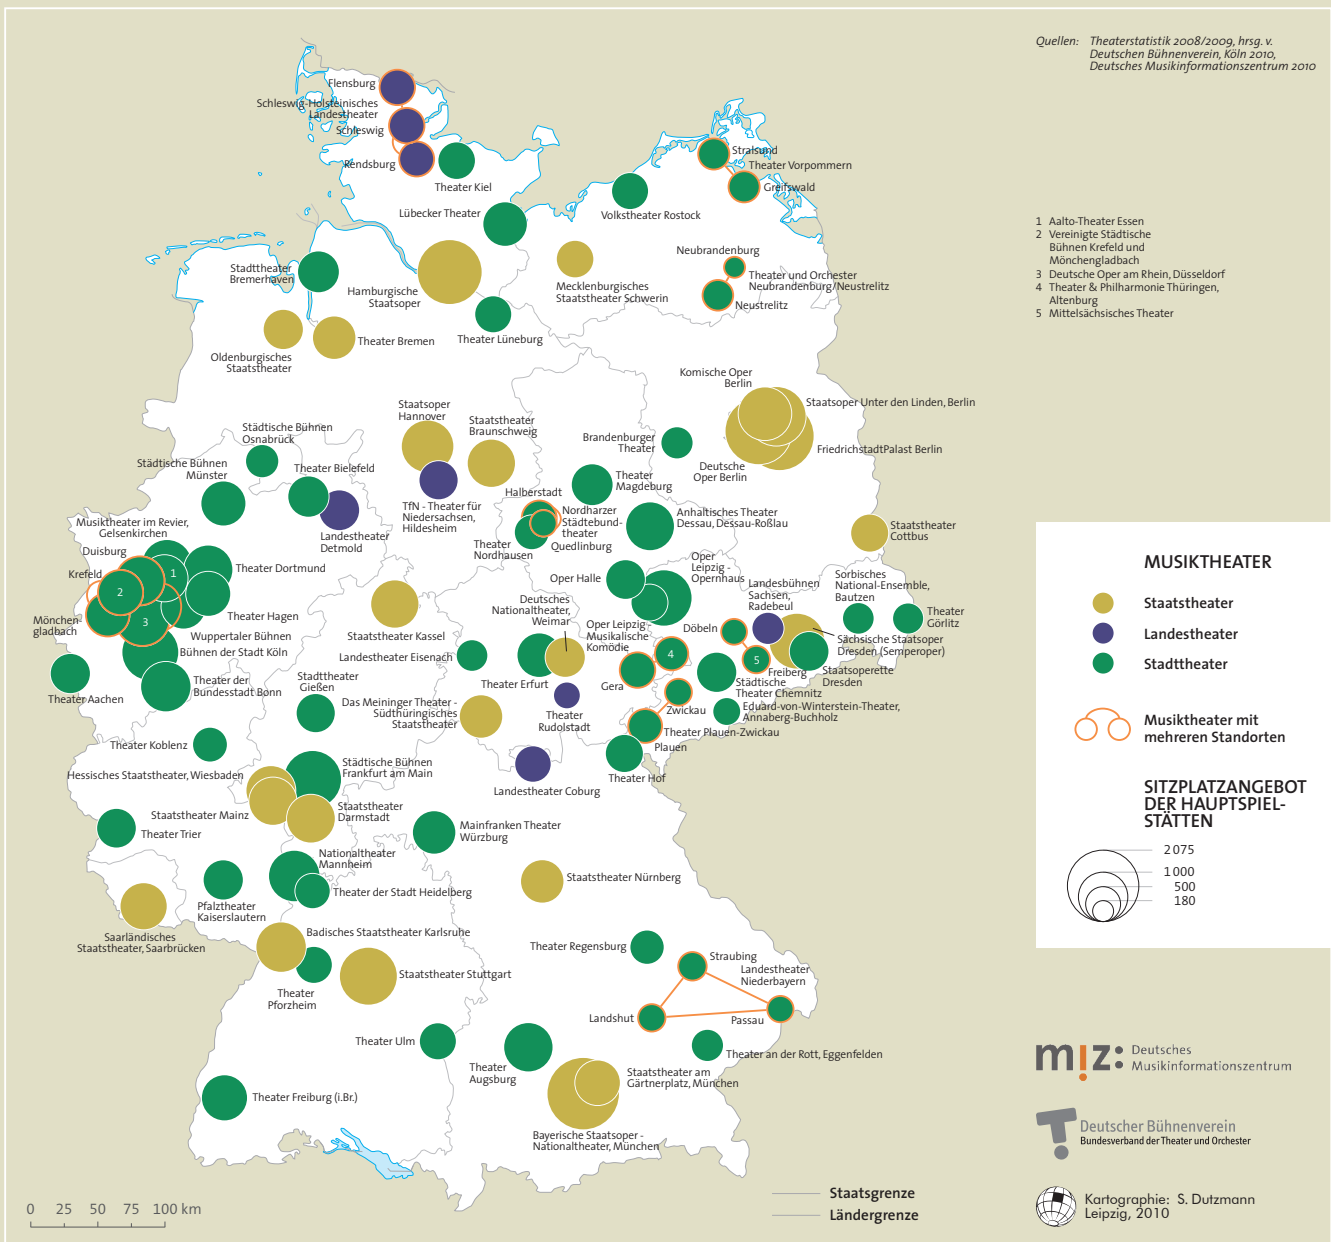 Quellen: Theaterstatistik 2008/2009, hrsg. v.
Deutschen Bühnenverein, Köln 2010,
Deutsches Musikinformationszentrum 2010
Flensburg
Schleswig-Holsteinisches
Landestheater
Schleswig
Rendsburg
Theater Kiel
Lübecker Theater
Stralsund
Theater Vorpommern
Greifswald
Volkstheater Rostock
1 Aalto-Theater Essen
2 Vereinigte Städtische
Bühnen Krefeld und
Mönchengladbach
3 Deutsche Oper am Rhein, Düsseldorf
4 Theater & Philharmonie Thüringen,
Altenburg
5 Mittelsächsisches Theater
Stadttheater
Bremerhaven
Hamburgische
Staatsoper
Mecklenburgisches
Staatstheater Schwerin
Neubrandenburg
Theater und Orchester
Neubrandenburg/Neustrelitz
Neustrelitz
Oldenburgisches
Staatstheater
Theater Bremen
Theater Lüneburg
Komische Oper
Berlin
Staatsoper Unter den Linden, Berlin
FriedrichstadtPalast Berlin
Deutsche
Oper Berlin
Brandenburger
Theater
Staatsoper
Hannover
Staatstheater
Braunschweig
Städtische Bühnen
Osnabrück
Städtische Bühnen
Münster
Theater Bielefeld
Landestheater
Detmold
TfN - Theater für
Niedersachsen,
Hildesheim
Theater
Magdeburg
Halberstadt
Nordharzer
Städtebund-
theater
Quedlinburg
Theater
Nordhausen
Anhaltisches Theater
Dessau, Dessau-Roßlau
Staatstheater
Cottbus
Musiktheater im Revier,
Gelsenkirchen
Duisburg
Krefeld
Mönchen-
gladbach
1
2
3
Theater Dortmund
Theater Hagen
Wuppertaler Bühnen
Bühnen der Stadt Köln
Theater Aachen
Theater der
Bundesstadt Bonn
Staatstheater Kassel
Oper Halle
Oper
Leipzig -
Opernhaus
Oper Leipzig -
Musikalische
Komödie
Deutsches
Nationaltheater,
Weimar
Landestheater Eisenach
Theater Erfurt
Theater
Rudolstadt
Landesbühnen
Sachsen,
Radebeul
Sorbisches
National-Ensemble,
Bautzen
Theater
Görlitz
Döbeln
Sächsische Staatsoper
Dresden (Semperoper)
Staatsoperette
Dresden
5
Freiberg
4
Gera
Städtische
Theater Chemnitz
Eduard-von-Winterstein-Theater,
Annaberg-Buchholz
Zwickau
Theater Plauen-Zwickau
Plauen
Theater Hof
Stadttheater
Gießen
Das Meininger Theater -
Südthüringisches
Staatstheater
Landestheater Coburg
Theater Koblenz
Hessisches Staatstheater, Wiesbaden
Städtische Bühnen
Frankfurt am Main
Staatstheater Mainz
Staatstheater
Darmstadt
Theater Trier
Mainfranken Theater
Würzburg
Nationaltheater
Mannheim
Theater der Stadt Heidelberg
Pfalztheater
Kaiserslautern
Saarländisches
Staatstheater, Saarbrücken
Staatstheater Nürnberg
Badisches Staatstheater Karlsruhe
Theater
Pforzheim
Staatstheater Stuttgart
Theater Regensburg
Straubing
Landestheater
Niederbayern
Landshut
Passau
Theater an der Rott, Eggenfelden
Theater Ulm
Theater
Augsburg
Staatstheater am
Gärtnerplatz, München
Bayerische Staatsoper -
Nationaltheater, München
Theater Freiburg (i.Br.)
MUSIKTHEATER
Staatstheater
Landestheater
Stadttheater
Musiktheater mit
mehreren Standorten
SITZPLATZANGEBOT
DER HAUPTSPIEL-
STÄTTEN
2075
1000
500
180
miz: Deutsches
Musikinformationszentrum
Deutscher Bühnenverein
Bundesverband der Theater und Orchester
Kartographie: S. Dutzmann
Leipzig, 2010
Staatsgrenze
Ländergrenze
0 25 50 75 100 km